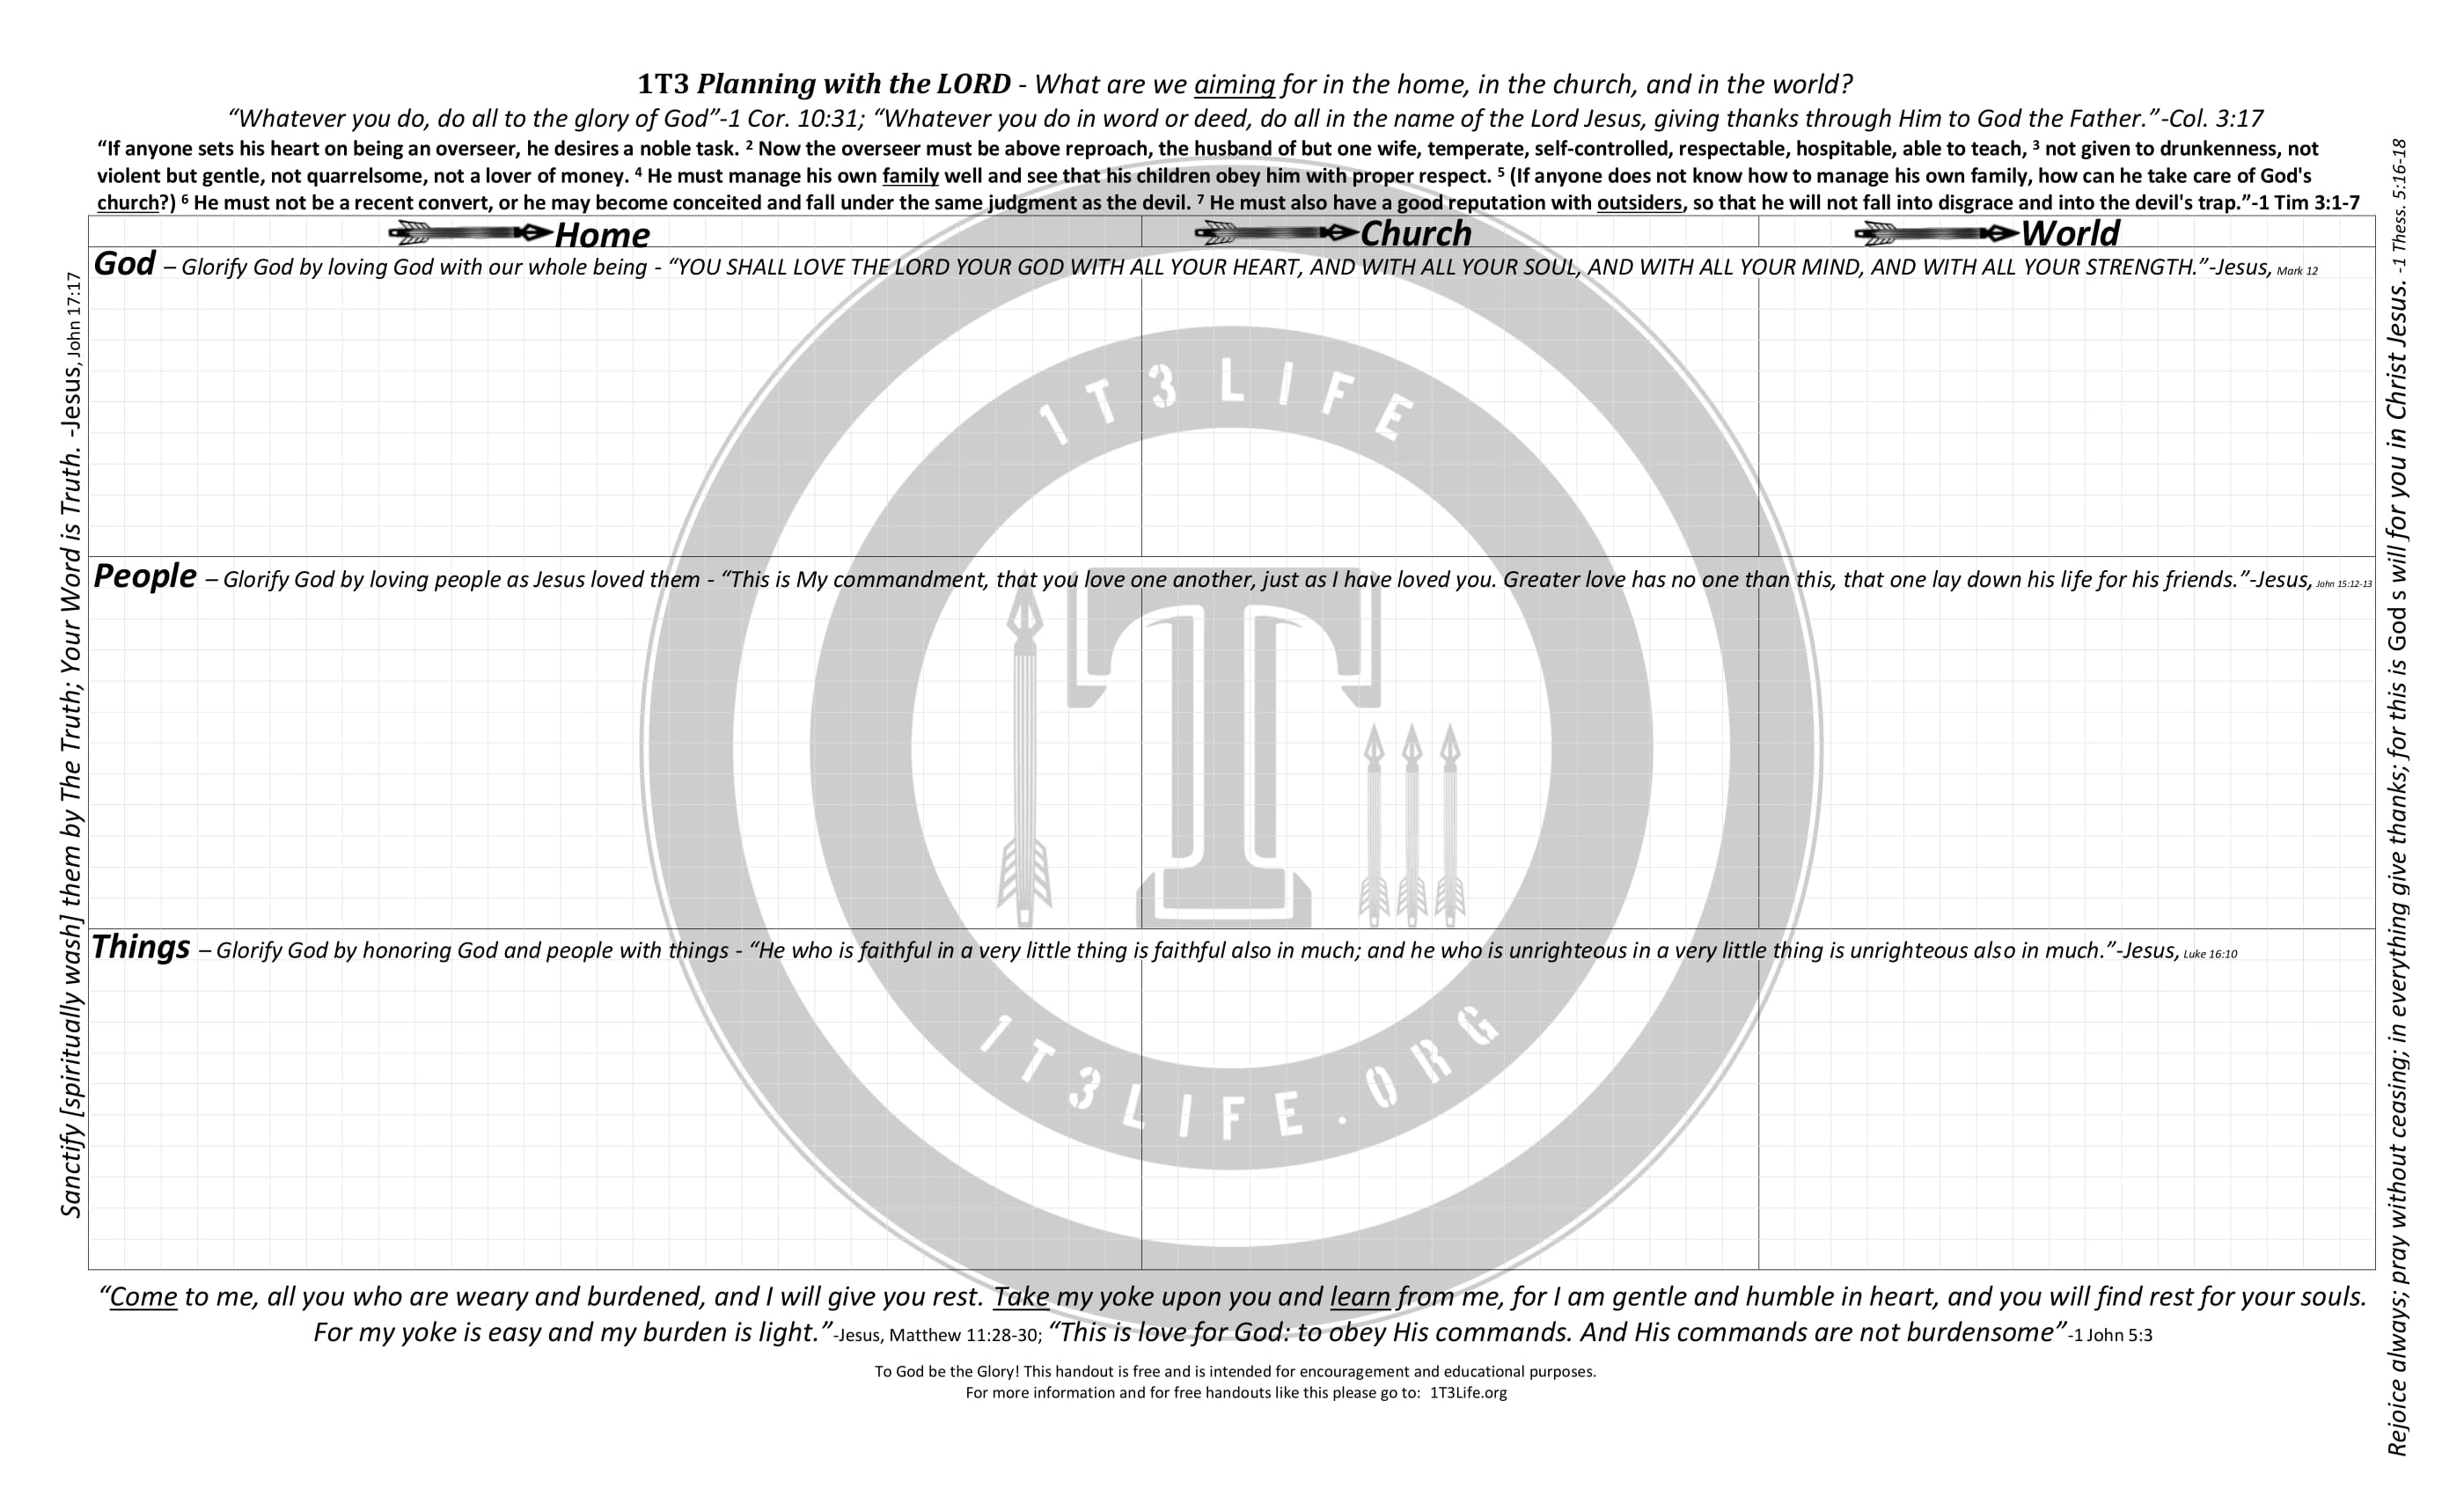 1T3 Planning with the LORD - What are we aiming for in the home, in the church, and in the world?
“Whatever you do, do all to the glory of God”-1 Cor. 10:31; “Whatever you do in word or deed, do all in the name of the Lord Jesus, giving thanks through Him to God the Father.”-Col. 3:17
“If anyone sets his heart on being an overseer, he desires a noble task. ² Now the overseer must be above reproach, the husband of but one wife, temperate, self-controlled, respectable, hospitable, able to teach, ³ not given to drunkenness, not
violent but gentle, not quarrelsome, not a lover of money. ⁴ He must manage his own family well and see that his children obey him with proper respect. ⁵ (If anyone does not know how to manage his own family, how can he take care of God's
church?) ⁶ He must not be a recent convert, or he may become conceited and fall under the same judgment as the devil. ⁷ He must also have a good reputation with outsiders, so that he will not fall into disgrace and into the devil's trap.”-1 Tim 3:1-7
Home Church World
God – Glorify God by loving God with our whole being - “YOU SHALL LOVE THE LORD YOUR GOD WITH ALL YOUR HEART, AND WITH ALL YOUR SOUL, AND WITH ALL YOUR MIND, AND WITH ALL YOUR STRENGTH.”-Jesus, Mark 12
1T3 LIFE
People – Glorify God by loving people as Jesus loved them - “This is My commandment, that you love one another, just as I have loved you. Greater love has no one than this, that one lay down his life for his friends.”-Jesus, John 15:12-13
T
Things – Glorify God by honoring God and people with things - “He who is faithful in a very little thing is faithful also in much; and he who is unrighteous in a very little thing is unrighteous also in much.”-Jesus, Luke 16:10
1T3LIFE.ORG
“Come to me, all you who are weary and burdened, and I will give you rest. Take my yoke upon you and learn from me, for I am gentle and humble in heart, and you will find rest for your souls.
For my yoke is easy and my burden is light.”-Jesus, Matthew 11:28-30; “This is love for God: to obey His commands. And His commands are not burdensome”-1 John 5:3
To God be the Glory! This handout is free and is intended for encouragement and educational purposes.
For more information and for free handouts like this please go to: 1T3Life.org
Sanctify [spiritually wash] them by The Truth; Your Word is Truth. -Jesus, John 17:17
Rejoice always; pray without ceasing; in everything give thanks; for this is God s will for you in Christ Jesus. -1 Thess. 5:16-18